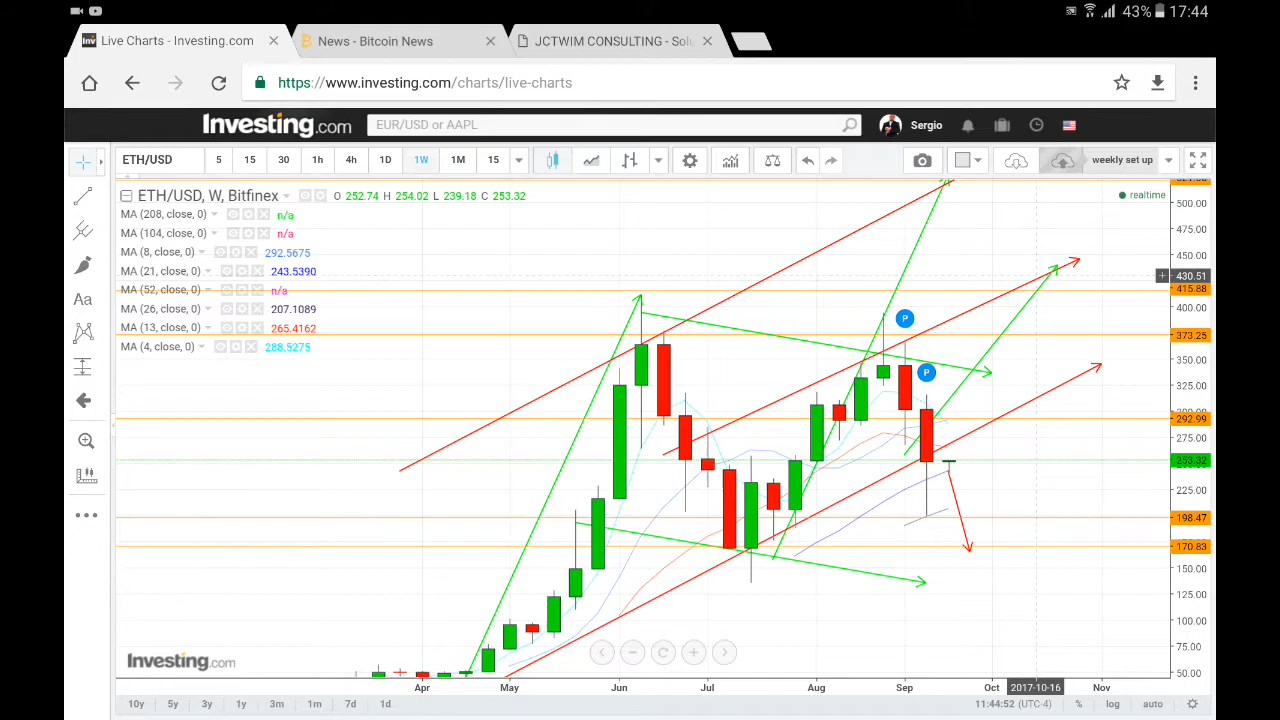 43% 17:44
Live Charts - Investing.com
News - Bitcoin News
JCTWIM CONSULTING - Solu
https://www.investing.com/charts/live-charts
Investing.com
EUR/USD or AAPL
Sergio
ETH/USD 5 15 30 1h 4h 1D 1W 1M 15 weekly set up
ETH/USD, W, Bitfinex O 252.74 H 254.02 L 239.18 C 253.32
realtime
MA (208, close, 0) n/a
MA (104, close, 0) n/a
MA (8, close, 0) 292.5675
MA (21, close, 0) 243.5390
MA (52, close, 0) n/a
MA (26, close, 0) 207.1089
MA (13, close, 0) 265.4162
MA (4, close, 0) 288.5275
Aa
P
P
500.00
475.00
450.00
430.51
415.88
400.00
373.25
350.00
325.00
292.99
275.00
253.32
225.00
198.47
170.83
150.00
125.00
100.00
75.00
50.00
Investing.com
Apr May Jun Jul Aug Sep Oct 2017-10-16 Nov
10y 5y 3y 1y 3m 1m 7d 1d 11:44:52 (UTC-4) % log auto